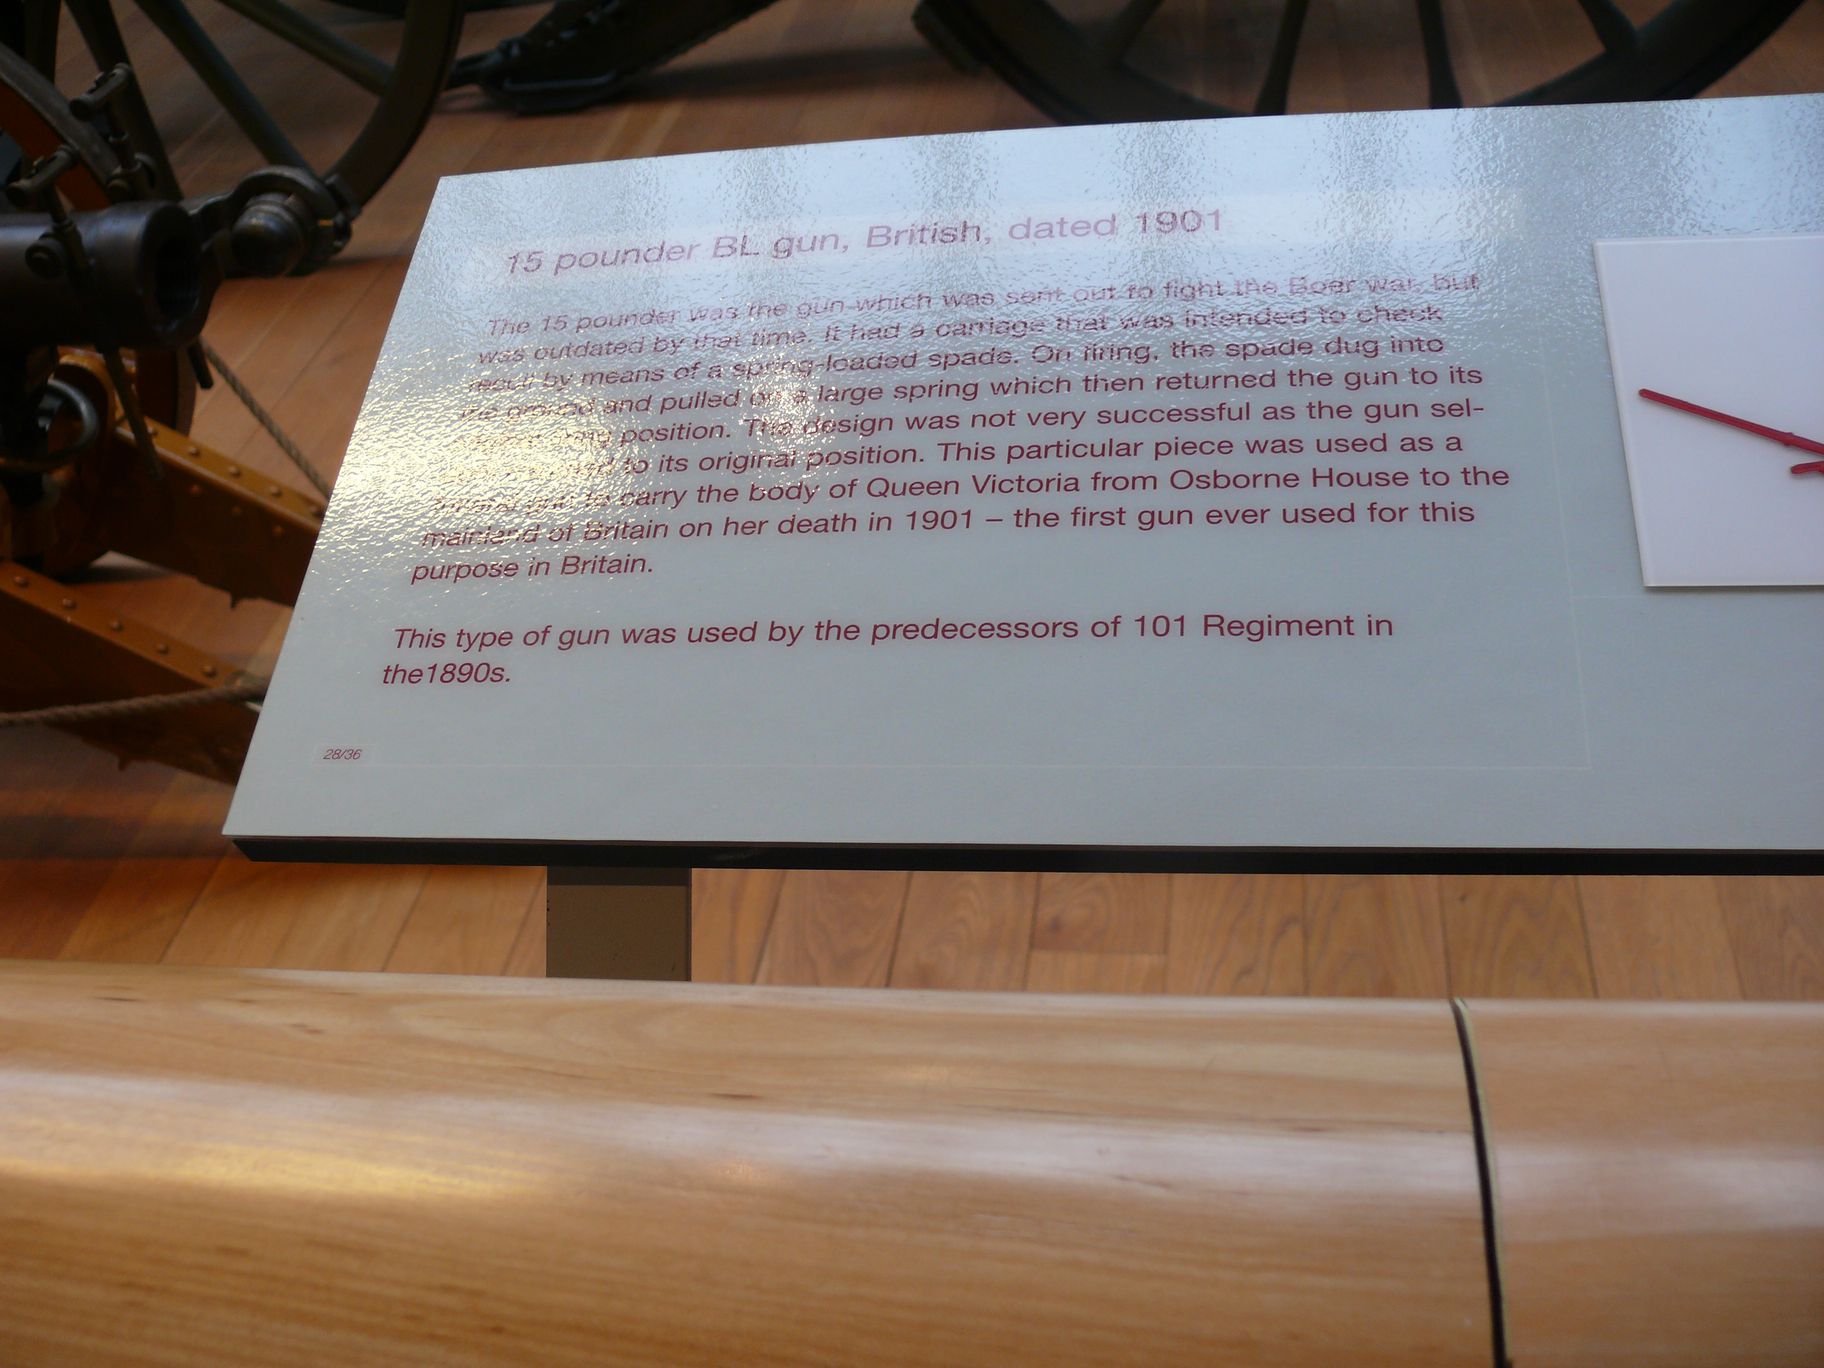 15 pounder BL gun, British, dated 1901
The 15 pounder was the gun which was sent out to fight the Boer war, but
was outdated by that time. It had a carriage that was intended to check
recoil by means of a spring-loaded spade. On firing, the spade dug into
the ground and pulled on a large spring which then returned the gun to its
position. The design was not very successful as the gun sel-
to its original position. This particular piece was used as a
to carry the body of Queen Victoria from Osborne House to the
mainland of Britain on her death in 1901 – the first gun ever used for this
purpose in Britain.
This type of gun was used by the predecessors of 101 Regiment in
the1890s.
28/36